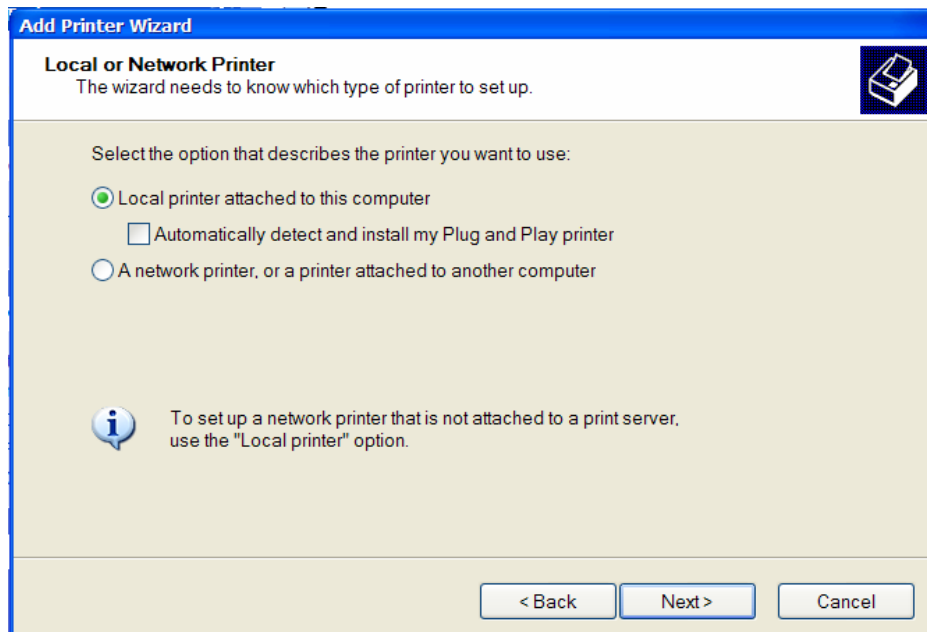 Add Printer Wizard
Local or Network Printer
The wizard needs to know which type of printer to set up.
Select the option that describes the printer you want to use:
Local printer attached to this computer
Automatically detect and install my Plug and Play printer
A network printer, or a printer attached to another computer
To set up a network printer that is not attached to a print server,
use the "Local printer" option.
< Back
Next >
Cancel